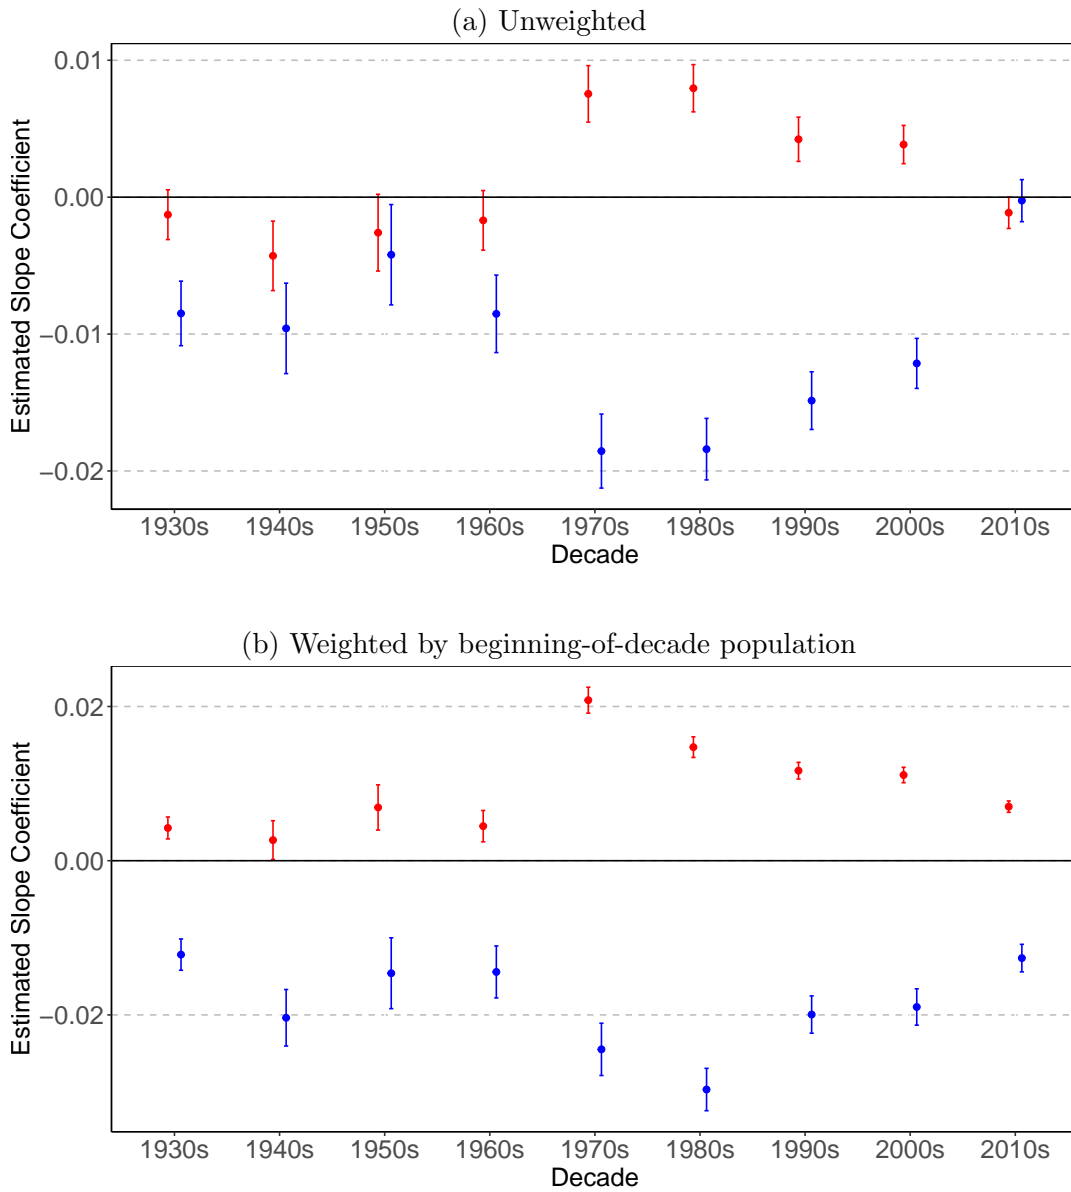 (a) Unweighted
0.01
0.00
−0.01
−0.02
Estimated Slope Coefficient
1930s 1940s 1950s 1960s 1970s 1980s 1990s 2000s 2010s
Decade
(b) Weighted by beginning-of-decade population
0.02
0.00
−0.02
Estimated Slope Coefficient
1930s 1940s 1950s 1960s 1970s 1980s 1990s 2000s 2010s
Decade